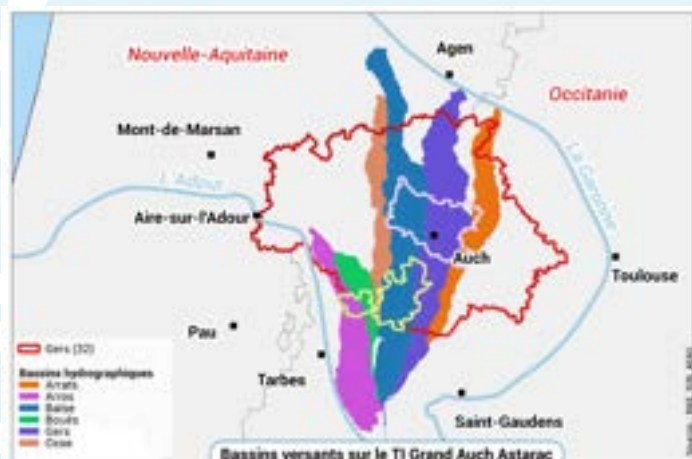 Nouvelle-Aquitaine
Agen
Occitanie
Mont-de-Marsan
La Garonne
L'Adour
Aire-sur-l'Adour
Auch
Toulouse
Pau
Gers (32)
Tarbes
Bassins hydrographiques
Arrats
Arros
Baïse
Bouès
Gers
Osse
Saint-Gaudens
Bassins versants sur le TI Grand Auch Astarac